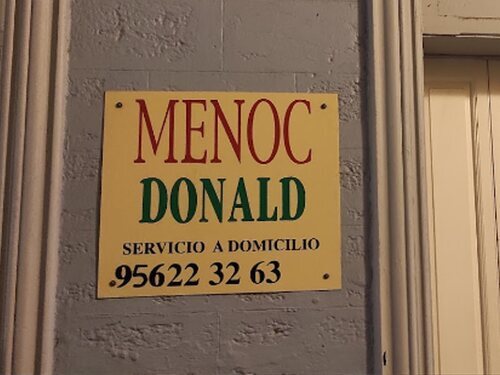 MENOC
DONALD
SERVICIO A DOMICILIO
95622 32 63